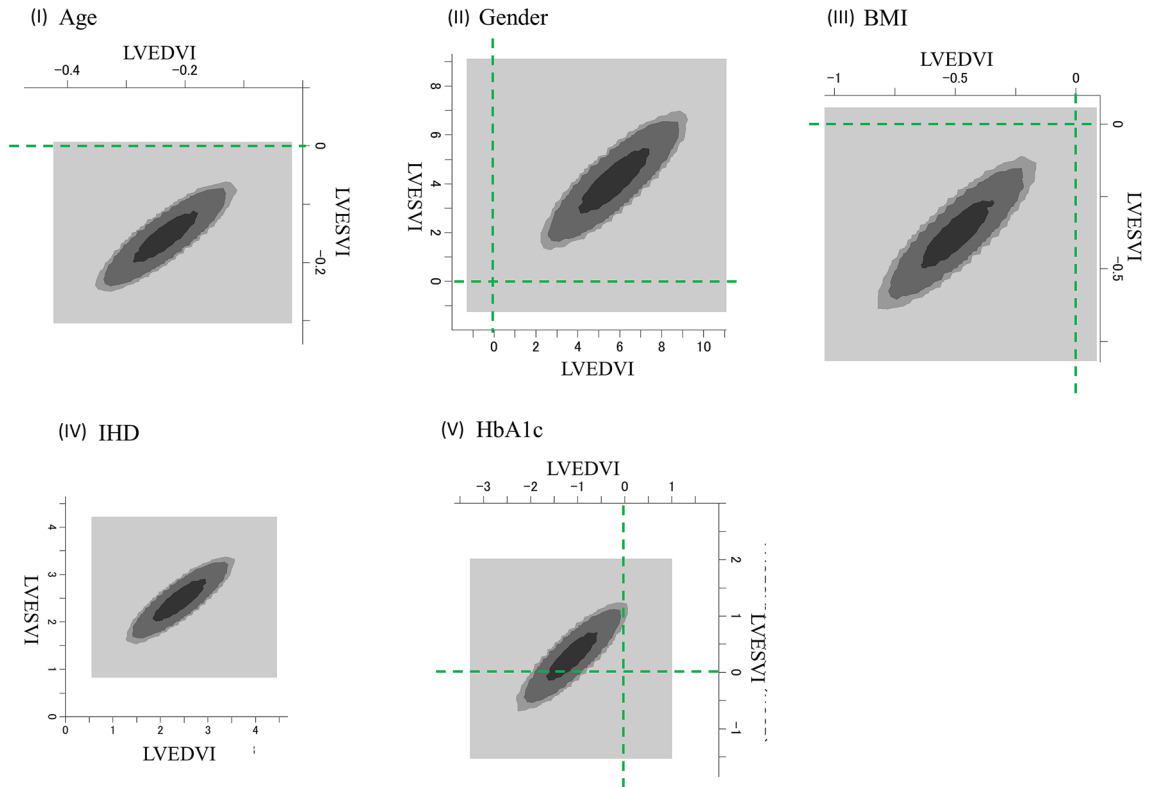 (I) Age
LVEDVI
−0.4 −0.2
0
−0.2
LVESVI
(II) Gender
8
6
4
2
0
LVESVI
0 2 4 6 8 10
LVEDVI
(III) BMI
LVEDVI
−1 −0.5 0
0
−0.5
LVESVI
(IV) IHD
4
3
2
1
0
LVESVI
0 1 2 3 4
LVEDVI
(V) HbA1c
LVEDVI
−3 −2 −1 0 1
2
1
0
−1
LVESVI